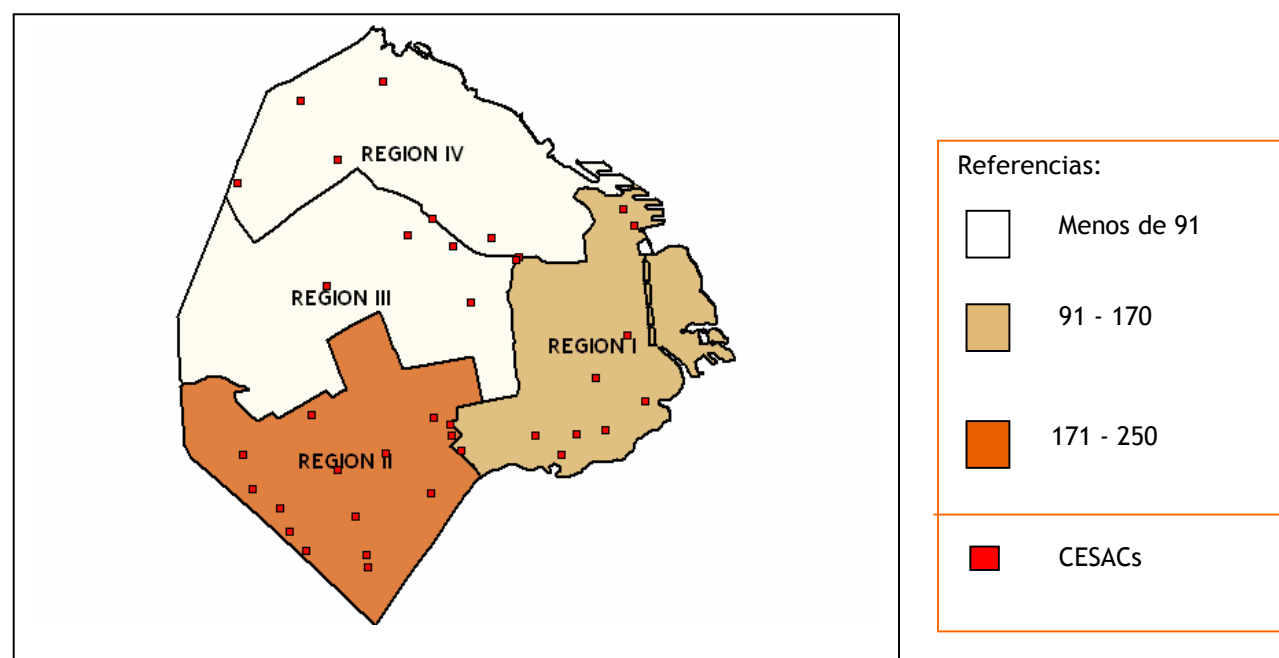 REGION IV
REGION III
REGION I
REGION II
Referencias:
Menos de 91
91 - 170
171 - 250
CESACs